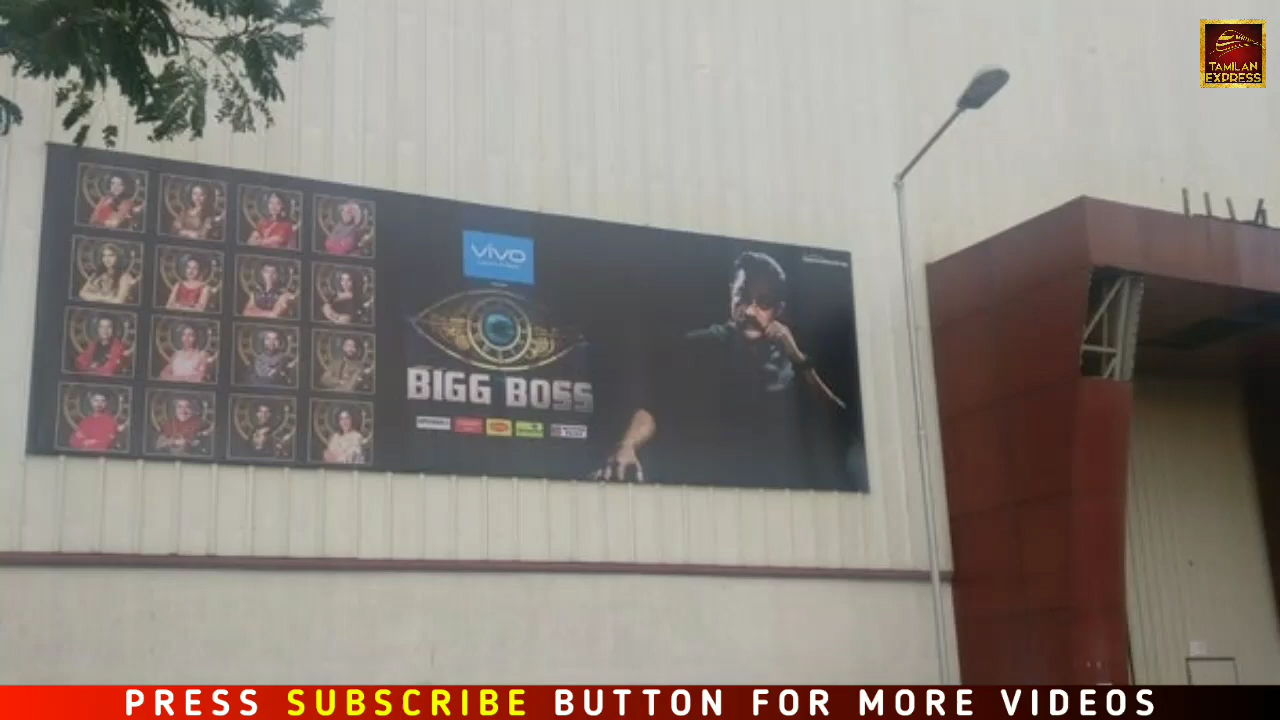 TAMILAN
EXPRESS
vivo
BIGG BOSS
PRESS SUBSCRIBE BUTTON FOR MORE VIDEOS